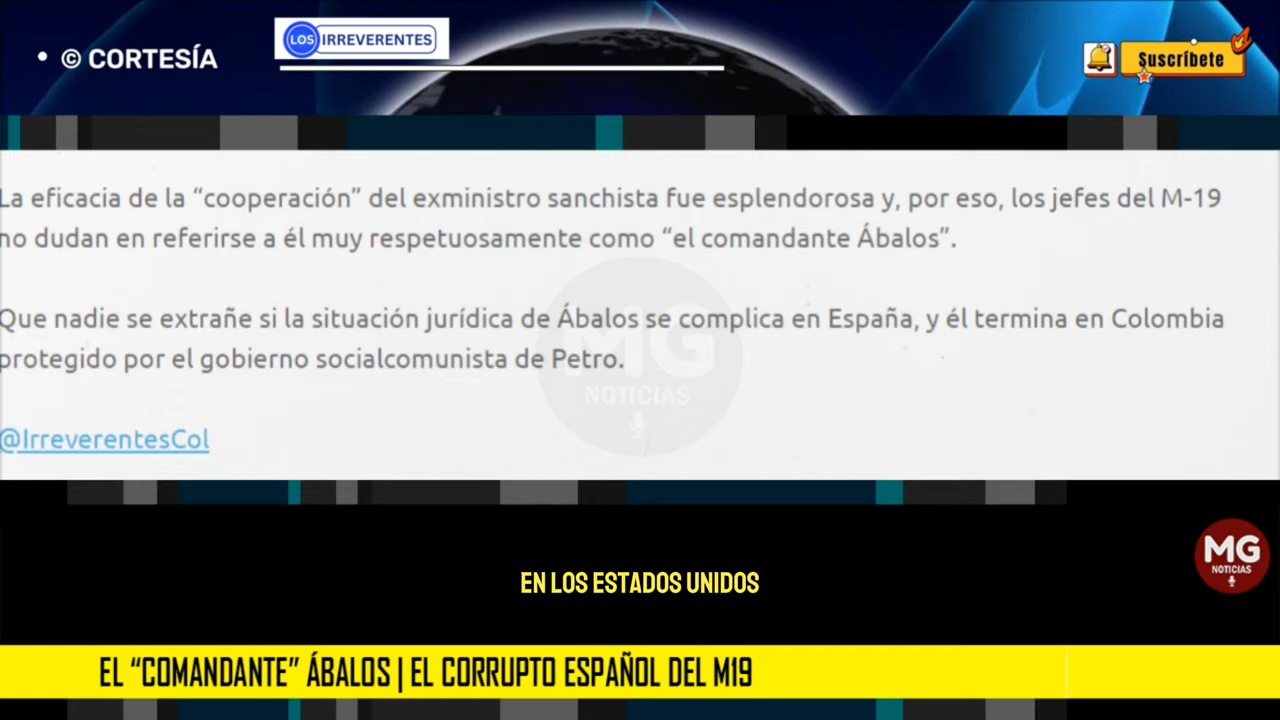 • © CORTESÍA
LOS IRREVERENTES
Suscríbete
La eficacia de la “cooperación” del exministro sanchista fue esplendorosa y, por eso, los jefes del M-19
no dudan en referirse a él muy respetuosamente como “el comandante Ábalos”.
Que nadie se extrañe si la situación jurídica de Ábalos se complica en España, y él termina en Colombia
protegido por el gobierno socialcomunista de Petro.
@IrreverentesCol
MG
NOTICIAS
MG
NOTICIAS
EN LOS ESTADOS UNIDOS
EL “COMANDANTE” ÁBALOS | EL CORRUPTO ESPAÑOL DEL M19